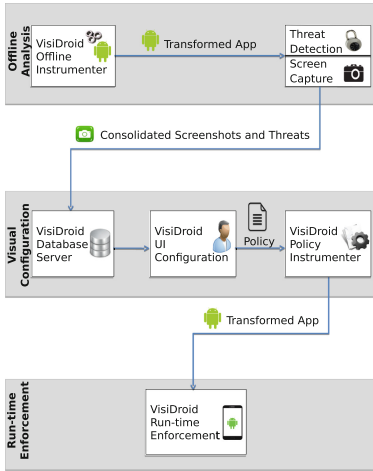 Offline
Analysis
VisiDroid
Offline
Instrumenter
Transformed App
Threat
Detection
Screen
Capture
Consolidated Screenshots and Threats
Visual
Configuration
VisiDroid
Database
Server
VisiDroid
UI
Configuration
Policy
VisiDroid
Policy
Instrumenter
Transformed App
Run-time
Enforcement
VisiDroid
Run-time
Enforcement